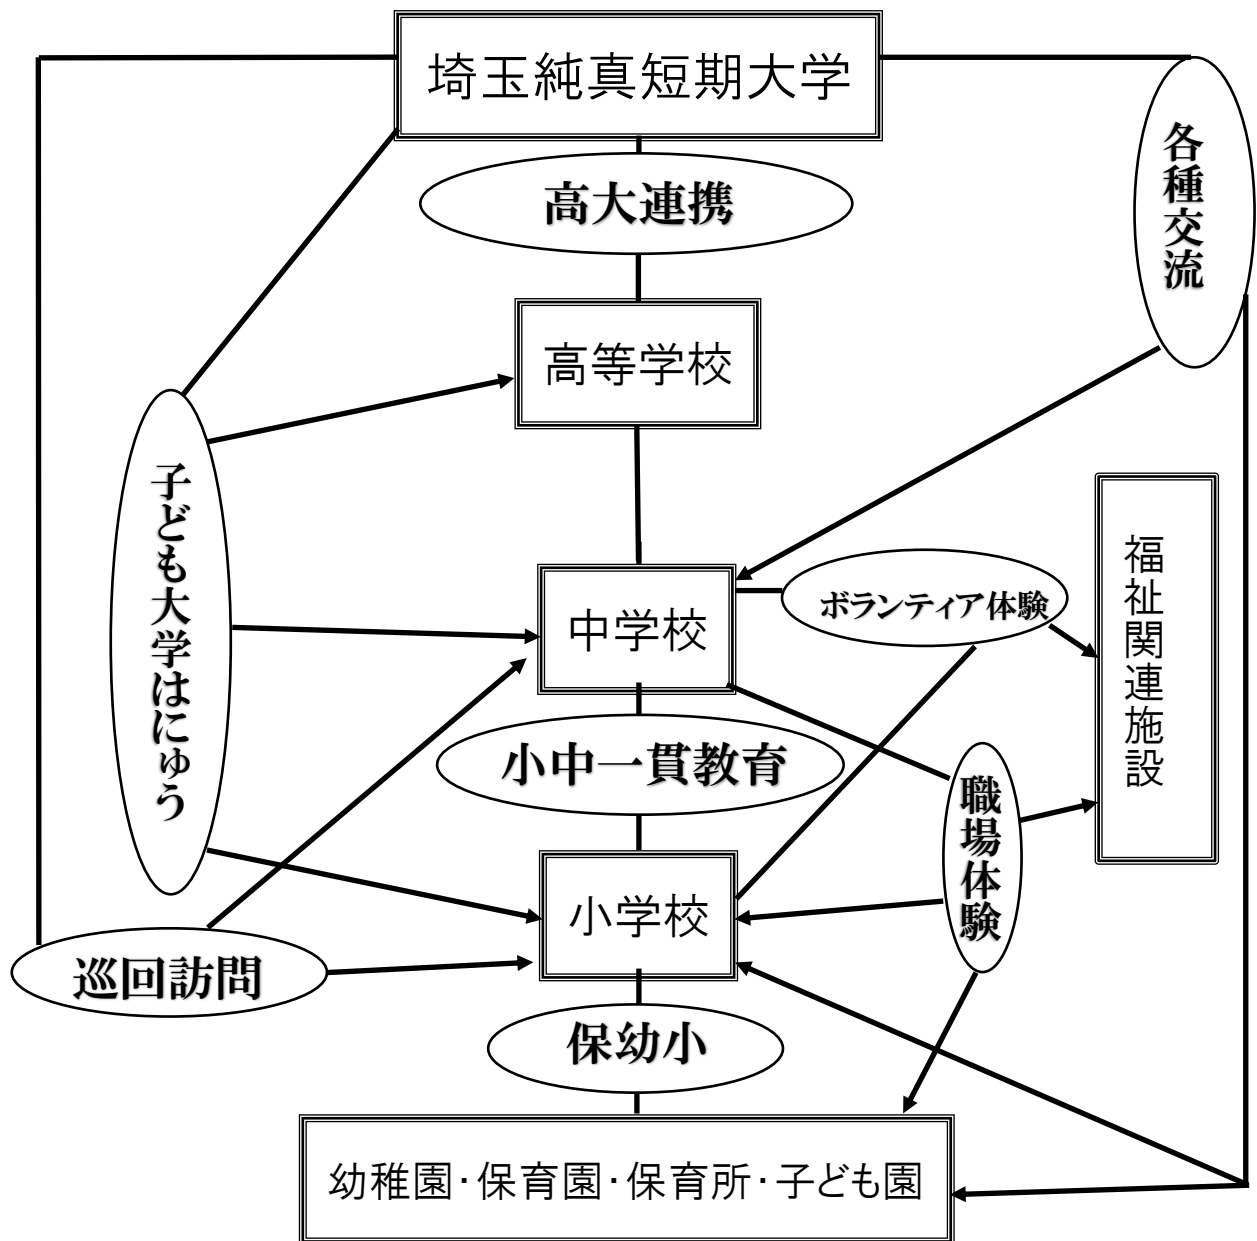 埼玉純真短期大学
各種交流
高大連携
高等学校
子ども大学はにゅう
福祉関連施設
ボランティア体験
中学校
小中一貫教育
職場体験
小学校
巡回訪問
保幼小
幼稚園・保育園・保育所・子ども園